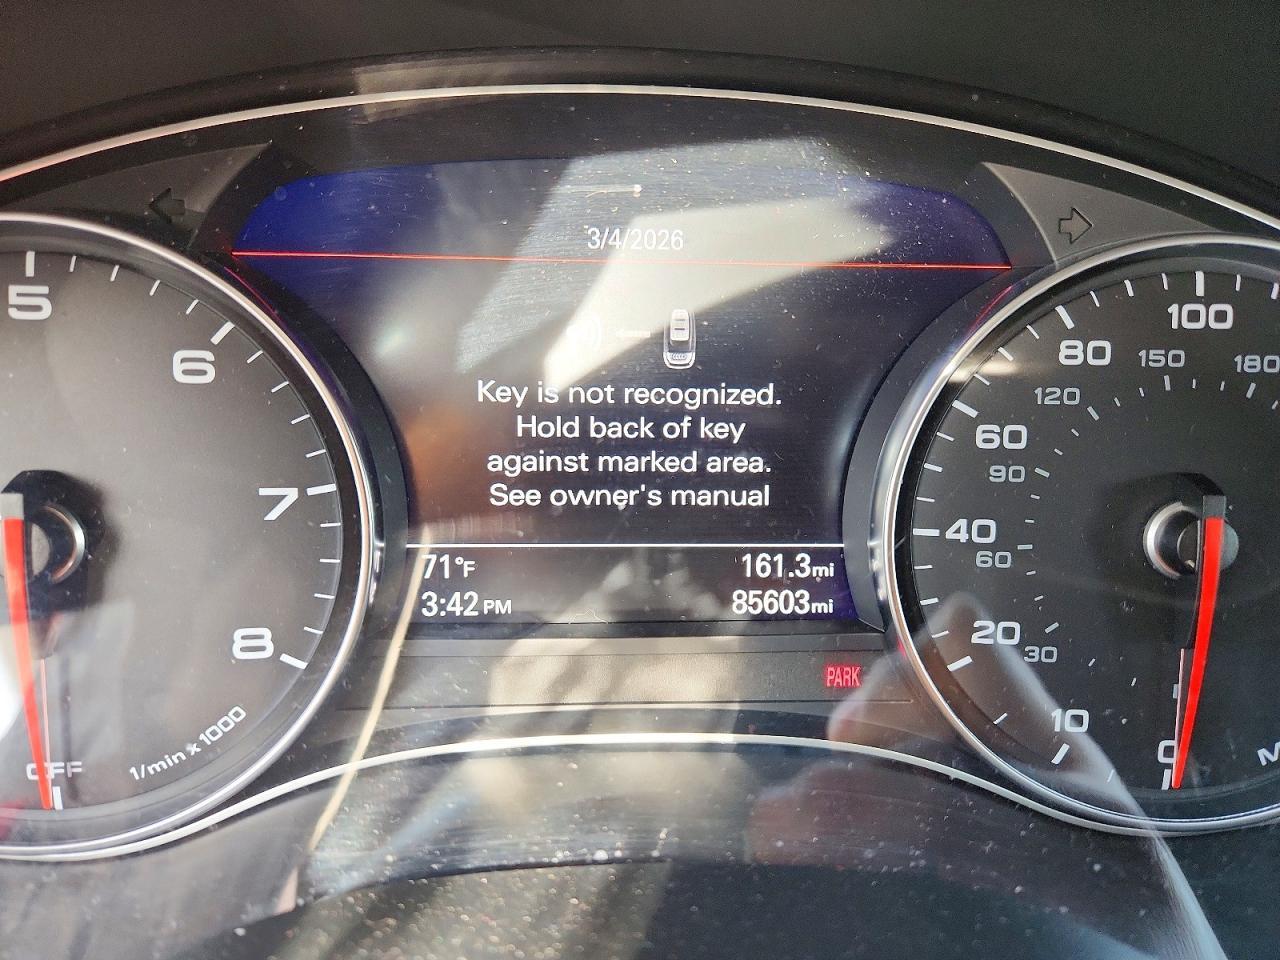 3/4/2026
Key is not recognized.
Hold back of key
against marked area.
See owner's manual
71°F
161.3mi
3:42 PM
85603mi
PARK
5
6
7
8
1/min x 1000
OFF
100
80
150
180
120
60
90
40
60
20
30
10
0